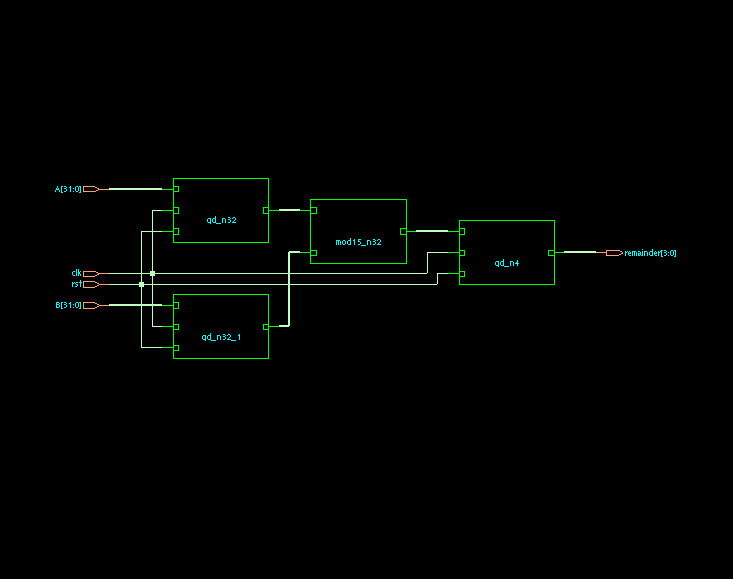 A[31:0]
qd_n32
mod15_n32
qd_n4
remainder[3:0]
clk
rst
B[31:0]
qd_n32_1